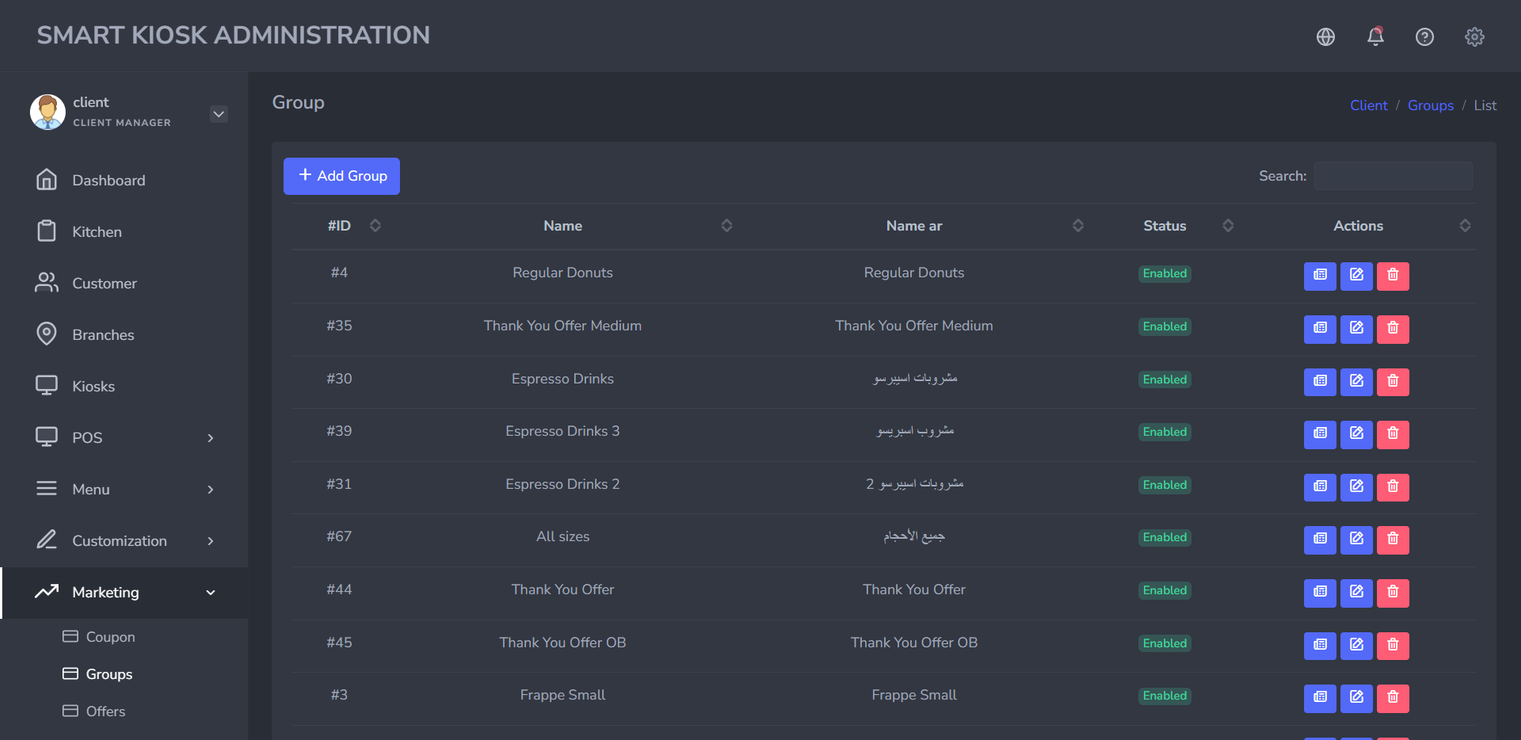 SMART KIOSK ADMINISTRATION
client
CLIENT MANAGER
Dashboard
Kitchen
Customer
Branches
Kiosks
POS
Menu
Customization
Marketing
Coupon
Groups
Offers
Group
Client / Groups / List
+ Add Group
Search:
#ID Name Name ar Status Actions
#4 Regular Donuts Regular Donuts Enabled
#35 Thank You Offer Medium Thank You Offer Medium Enabled
#30 Espresso Drinks مشروبات اسبيرسو Enabled
#39 Espresso Drinks 3 مشروب اسبريسو Enabled
#31 Espresso Drinks 2 مشروبات اسبيرسو 2 Enabled
#67 All sizes جميع الأحجام Enabled
#44 Thank You Offer Thank You Offer Enabled
#45 Thank You Offer OB Thank You Offer OB Enabled
#3 Frappe Small Frappe Small Enabled